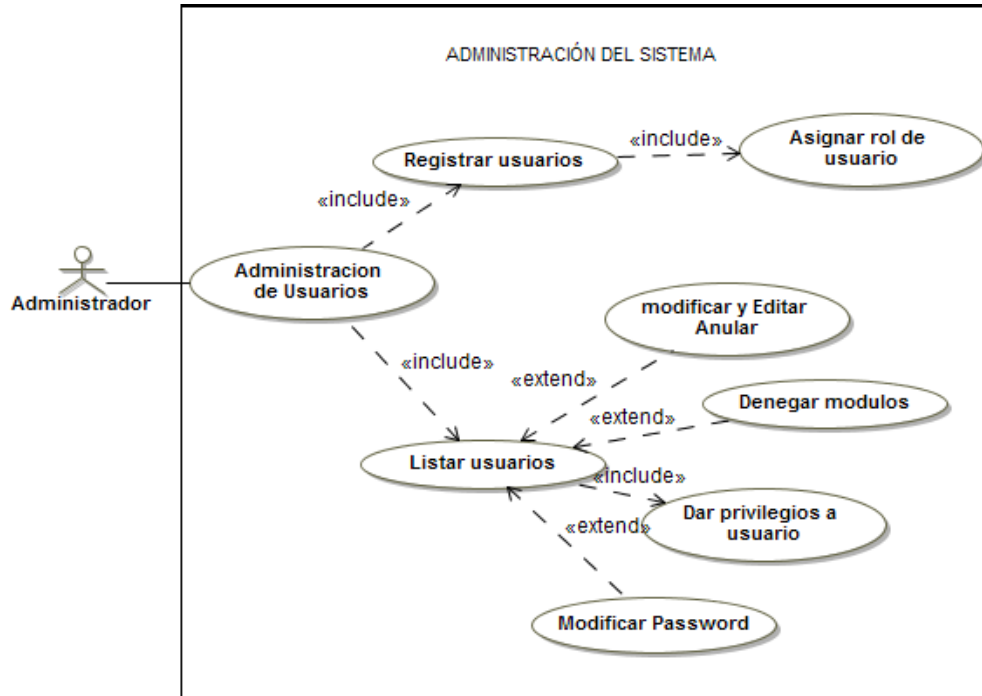 ADMINISTRACIÓN DEL SISTEMA
«include»
Asignar rol de
usuario
Registrar usuarios
«include»
Administracion
de Usuarios
Administrador
modificar y Editar
Anular
«include»
«extend»
Denegar modulos
«extend»
Listar usuarios
«include»
Dar privilegios a
usuario
«extend»
Modificar Password